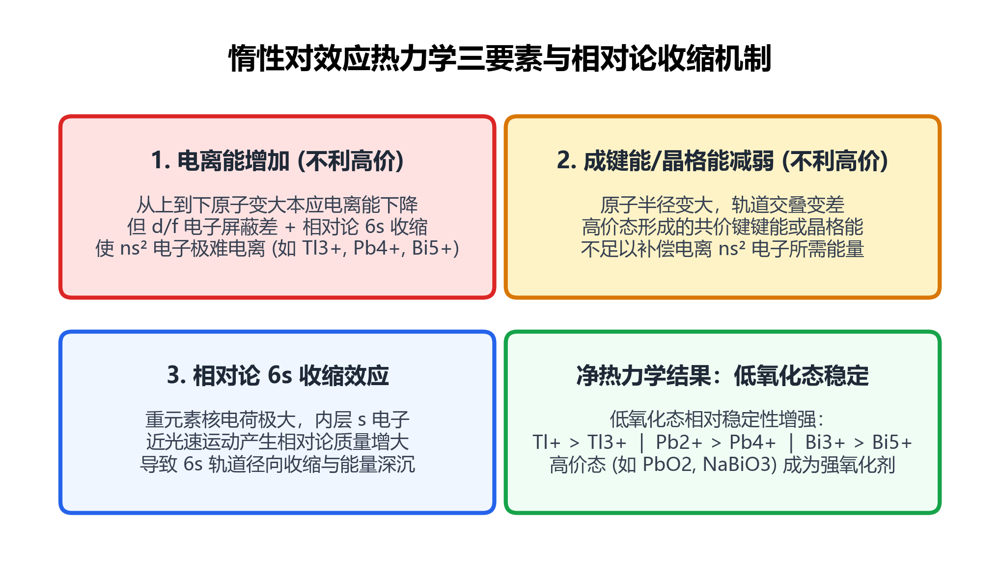 惰性对效应热力学三要素与相对论收缩机制
1. 电离能增加 (不利高价)
从上到下原子变大本应电离能下降
但 d/f 电子屏蔽差 + 相对论 6s 收缩
使 ns² 电子极难电离 (如 Tl3+, Pb4+, Bi5+)
2. 成键能/晶格能减弱 (不利高价)
原子半径变大，轨道交叠变差
高价态形成的共价键键能或晶格能
不足以补偿电离 ns² 电子所需能量
3. 相对论 6s 收缩效应
重元素核电荷极大，内层 s 电子
近光速运动产生相对论质量增大
导致 6s 轨道径向收缩与能量深沉
净热力学结果：低氧化态稳定
低氧化态相对稳定性增强：
Tl+ > Tl3+ | Pb2+ > Pb4+ | Bi3+ > Bi5+
高价态 (如 PbO2, NaBiO3) 成为强氧化剂